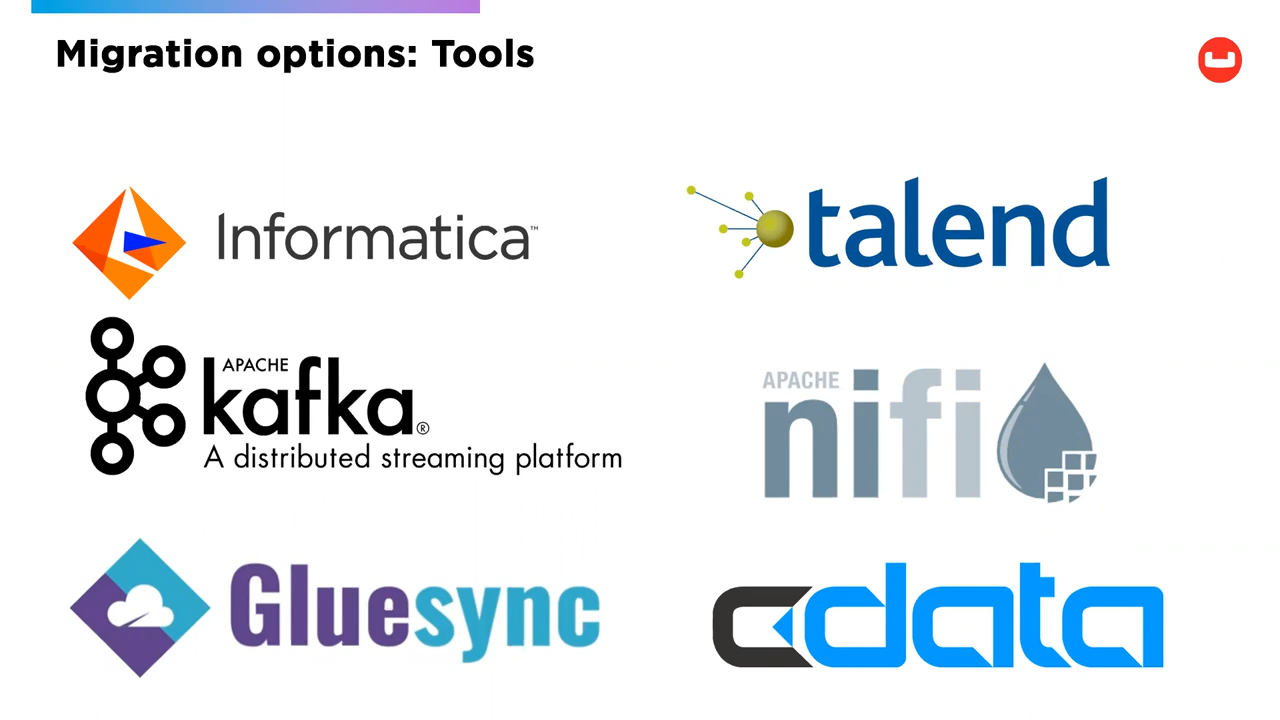 Migration options: Tools
Informatica™
talend
APACHE
kafka®
A distributed streaming platform
APACHE
nifi
Gluesync
cdata